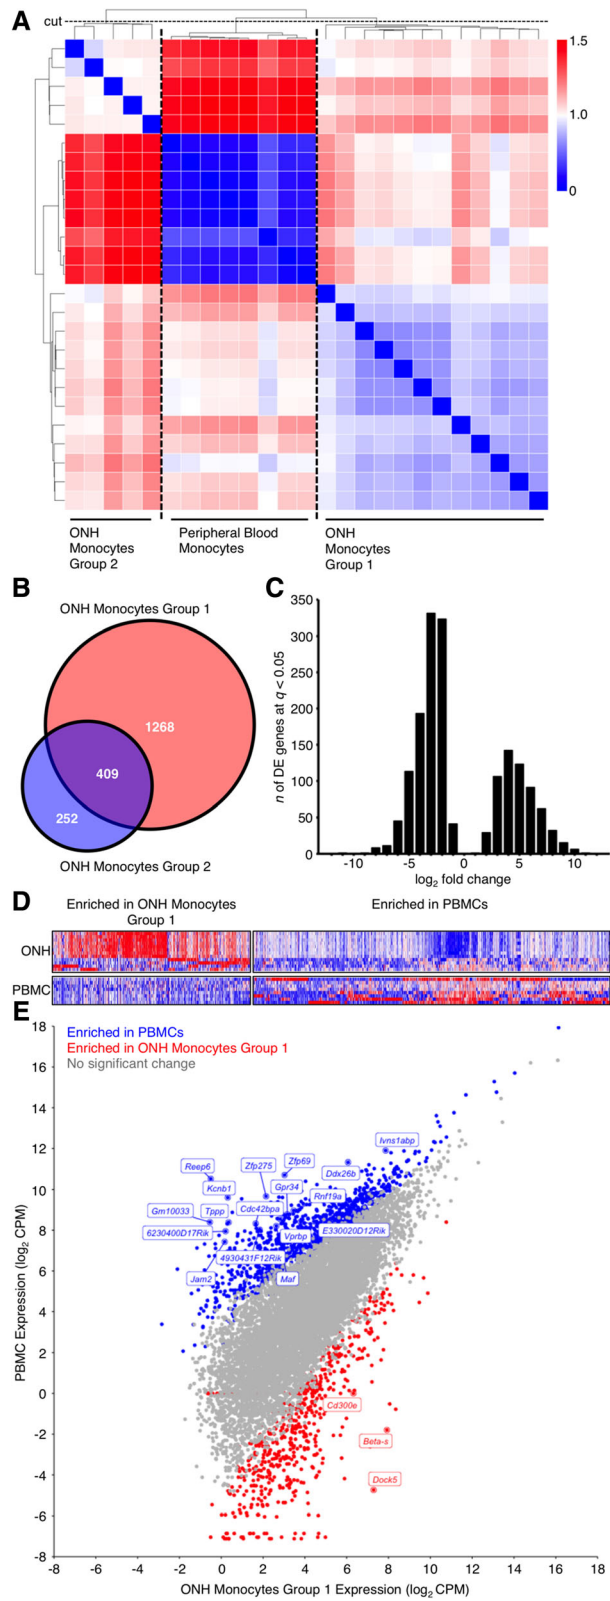 A
cut
1.5
1.0
0
ONH
Monocytes
Group 2
Peripheral Blood
Monocytes
ONH
Monocytes
Group 1
B
ONH Monocytes Group 1
1268
409
252
ONH Monocytes Group 2
C
350
300
250
200
150
100
50
0
n of DE genes at q < 0.05
-10
-5
0
5
10
log2 fold change
D
Enriched in ONH Monocytes
Group 1
Enriched in PBMCs
ONH
PBMC
E
Enriched in PBMCs
Enriched in ONH Monocytes Group 1
No significant change
18
16
14
12
10
8
6
4
2
0
-2
-4
-6
-8
PBMC Expression (log2 CPM)
Ivns1abp
Zfp69
Zfp275
Reep6
Ddx26b
Gpr34
Kcnb1
Rnf19a
Gm10033
Tppp
Cdc42bpa
6230400D17Rik
Vprbp
E330020D12Rik
4930431F12Rik
Jam2
Maf
Cd300e
Beta-s
Dock5
-8
-6
-4
-2
0
2
4
6
8
10
12
14
16
18
ONH Monocytes Group 1 Expression (log2 CPM)